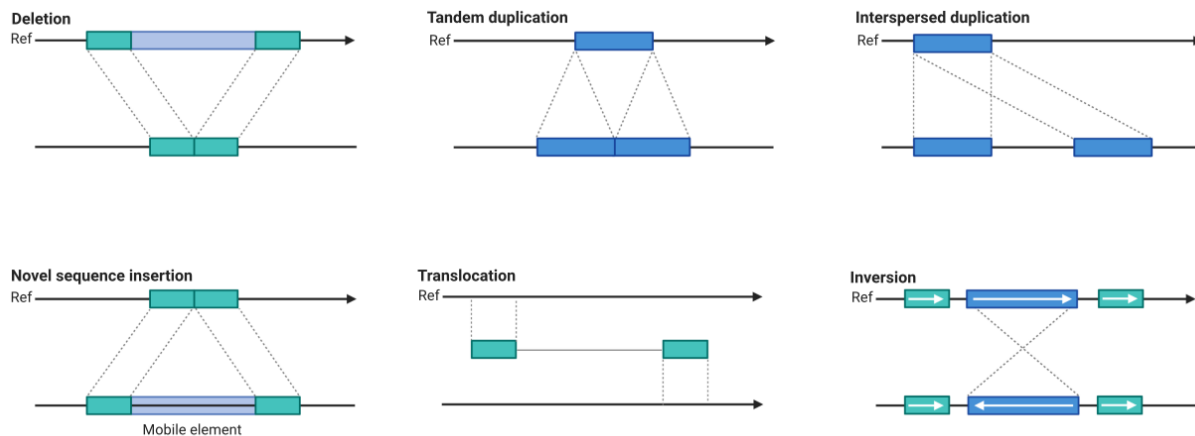 Deletion
Ref
Tandem duplication
Ref
Interspersed duplication
Ref
Novel sequence insertion
Ref
Mobile element
Translocation
Ref
Inversion
Ref